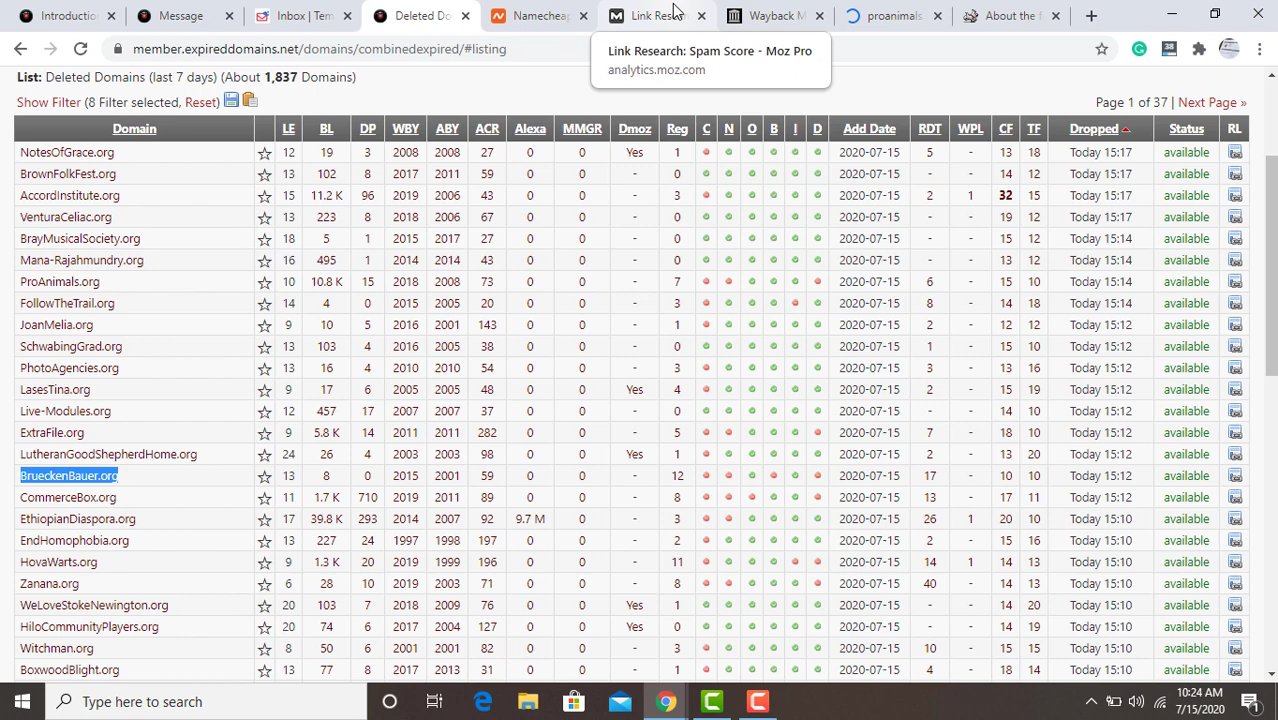 Introduction
Message
Inbox | Tem
Deleted Do
Namecheap
Link Rese
Wayback M
proanimals.
About the f
member.expireddomains.net/domains/combinedexpired/#listing
Link Research: Spam Score - Moz Pro
analytics.moz.com
38
List: Deleted Domains (last 7 days) (About 1,837 Domains)
Show Filter (8 Filter selected, Reset) Page 1 of 37 | Next Page »
Domain LE BL DP WBY ABY ACR Alexa MMGR Dmoz Reg C N O B I D Add Date RDT WPL CF TF Dropped Status RL
NotesOfGrace.org 12 19 3 2008 2008 27 0 0 Yes 1 2020-07-15 5 - 13 18 Today 15:17 available
BrownFolkFest.org 13 102 8 2017 2011 59 0 0 - 0 2020-07-15 - - 14 12 Today 15:17 available
AccordInstitute.org 15 11.2 K 96 2019 2006 43 0 0 - 3 2020-07-15 2 1 32 15 Today 15:17 available
VenturaCeliac.org 13 223 8 2018 2006 67 0 0 - 0 2020-07-15 - - 19 12 Today 15:17 available
BrayMusicalSociety.org 18 5 1 2015 2017 27 0 0 - 0 2020-07-15 - - 15 12 Today 15:14 available
Mana-Rajahmundry.org 16 495 1 2014 2014 43 0 0 - 0 2020-07-15 - - 14 12 Today 15:14 available
ProAnimals.org 10 10.8 K 15 2018 2008 73 0 0 - 7 2020-07-15 6 - 15 10 Today 15:14 available
FollowTheTrail.org 14 4 0 2015 2005 20 0 0 - 3 2020-07-15 8 - 14 18 Today 15:14 available
JoanMelia.org 9 10 5 2016 2001 143 0 0 - 1 2020-07-15 2 - 12 12 Today 15:12 available
SchwabingGrad.org 13 103 4 2016 2005 38 0 0 - 0 2020-07-15 1 - 15 10 Today 15:12 available
PhotoAgencies.org 13 16 4 2010 2010 54 0 0 - 3 2020-07-15 3 - 13 16 Today 15:12 available
LasesTina.org 9 17 6 2005 2005 48 0 0 Yes 4 2020-07-15 2 - 15 19 Today 15:12 available
Live-Modules.org 12 457 17 2007 2007 37 0 0 - 0 2020-07-15 - - 14 10 Today 15:12 available
ExtraFile.org 9 5.8 K 14 2011 2011 282 0 0 - 5 2020-07-15 7 - 18 10 Today 15:12 available
LutheranGoodShepherdHome.org 24 26 4 2003 2003 98 0 0 Yes 1 2020-07-15 2 - 13 20 Today 15:12 available
BrueckenBauer.org 13 8 0 2015 2001 59 0 0 - 12 2020-07-15 17 - 10 10 Today 15:12 available
CommerceBox.org 11 1.7 K 710 2019 2011 89 0 0 - 8 2020-07-15 13 - 17 11 Today 15:12 available
EthiopianDiaspora.org 17 39.8 K 293 2014 2007 92 9.7 M 0 - 3 2020-07-15 26 1 20 10 Today 15:10 available
EndHomophobia.org 13 227 24 1997 1998 197 0 0 - 2 2020-07-15 2 - 15 16 Today 15:10 available
HovaWarts.org 9 1.3 K 20 2019 1999 196 0 0 - 11 2020-07-15 14 1 14 13 Today 15:10 available
Zanana.org 6 28 10 2019 2003 71 0 0 - 8 2020-07-15 40 - 14 13 Today 15:10 available
WeLoveStokeNewington.org 20 103 7 2018 2009 76 0 0 Yes 1 2020-07-15 - - 14 20 Today 15:10 available
HiloCommunityPlayers.org 20 74 6 2018 2004 127 0 0 Yes 0 2020-07-15 - - 14 19 Today 15:10 available
Witchman.org 8 50 6 2001 2001 82 0 0 - 9 2020-07-15 10 - 15 14 Today 15:10 available
BoxwoodBlight.org 13 77 8 2017 2013 31 0 0 - 1 2020-07-15 4 - 18 14 Today 15:10 available
Type here to search
10:24 AM
7/15/2020
1